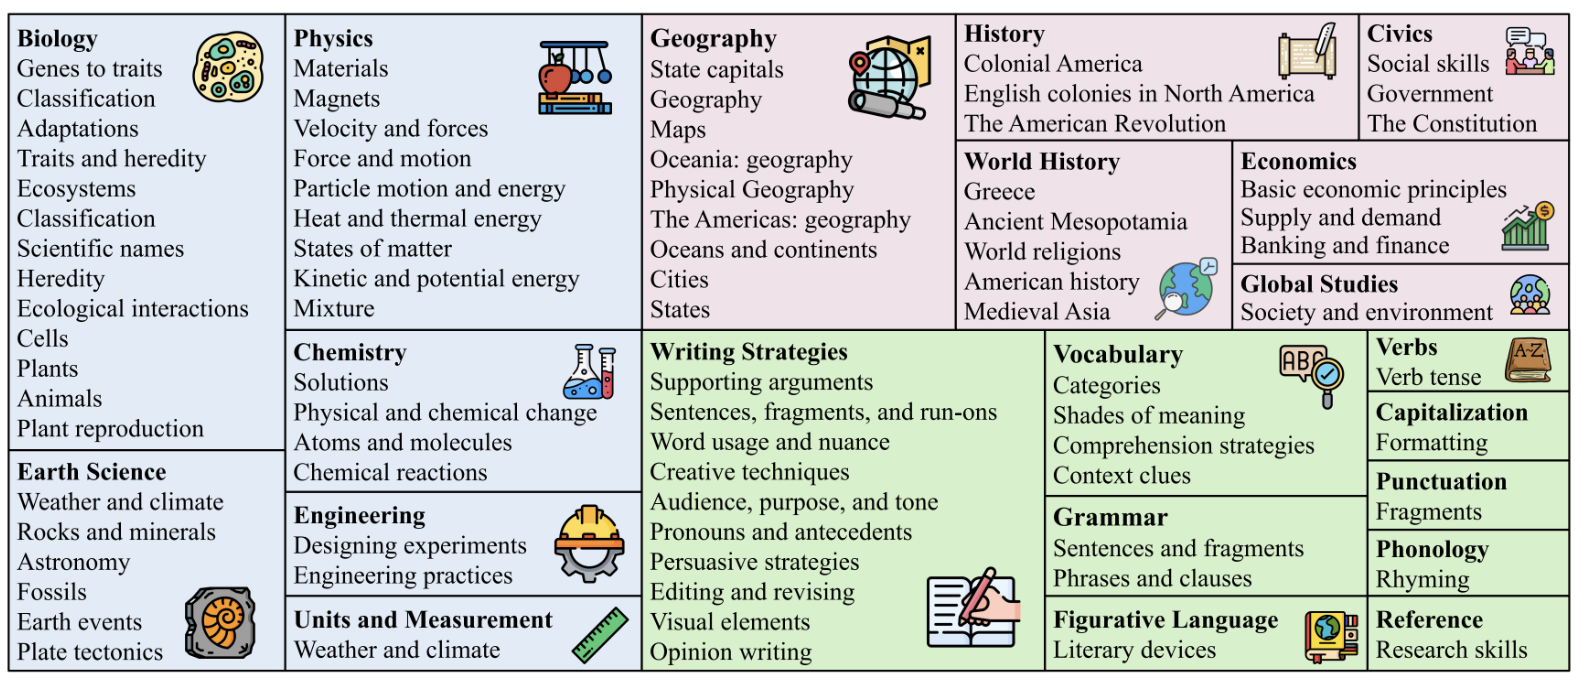 Biology
Genes to traits
Classification
Adaptations
Traits and heredity
Ecosystems
Classification
Scientific names
Heredity
Ecological interactions
Cells
Plants
Animals
Plant reproduction
Earth Science
Weather and climate
Rocks and minerals
Astronomy
Fossils
Earth events
Plate tectonics
Physics
Materials
Magnets
Velocity and forces
Force and motion
Particle motion and energy
Heat and thermal energy
States of matter
Kinetic and potential energy
Mixture
Chemistry
Solutions
Physical and chemical change
Atoms and molecules
Chemical reactions
Engineering
Designing experiments
Engineering practices
Units and Measurement
Weather and climate
Geography
State capitals
Geography
Maps
Oceania: geography
Physical Geography
The Americas: geography
Oceans and continents
Cities
States
History
Colonial America
English colonies in North America
The American Revolution
Civics
Social skills
Government
The Constitution
World History
Greece
Ancient Mesopotamia
World religions
American history
Medieval Asia
Economics
Basic economic principles
Supply and demand
Banking and finance
$
Global Studies
Society and environment
Writing Strategies
Supporting arguments
Sentences, fragments, and run-ons
Word usage and nuance
Creative techniques
Audience, purpose, and tone
Pronouns and antecedents
Persuasive strategies
Editing and revising
Visual elements
Opinion writing
Vocabulary
ABC
Categories
Shades of meaning
Comprehension strategies
Context clues
Grammar
Sentences and fragments
Phrases and clauses
Figurative Language
Literary devices
Verbs
A-Z
Verb tense
Capitalization
Formatting
Punctuation
Fragments
Phonology
Rhyming
Reference
Research skills